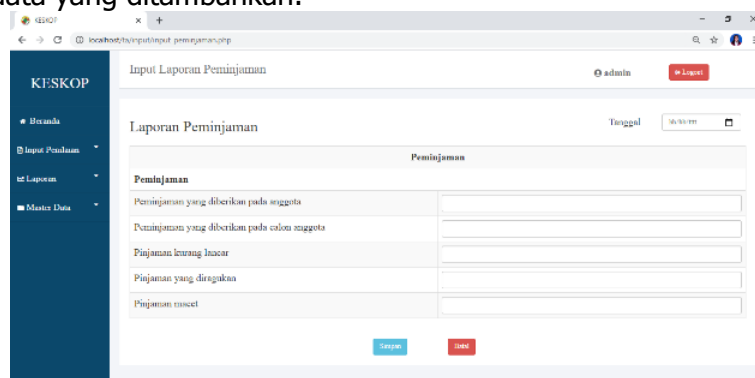 data yang ditambahkan.
KESKOP
localhost/ta/input/input_peminjaman.php
KESKOP
Input Laporan Peminjaman
admin
Logout
Beranda
Laporan Peminjaman
Tanggal
Input Penilaian
Peminjaman
Laporan
Peminjaman
Master Data
Peminjaman yang diberikan pada anggota
Peminjaman yang diberikan pada calon anggota
Pinjaman kurang lancar
Pinjaman yang diragukan
Pinjaman macet
Simpan
Batal